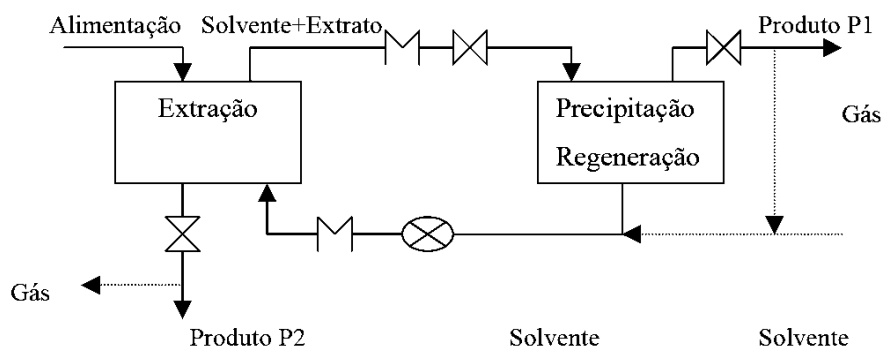 Alimentação
Solvente+Extrato
Produto P1
Extração
Precipitação
Regeneração
Gás
Gás
Produto P2
Solvente
Solvente